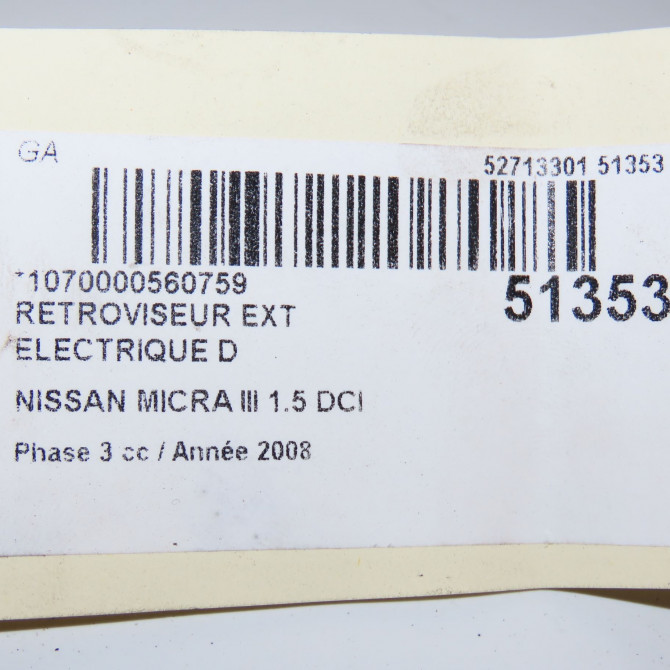 GA
52713301 51353
*1070000560759
51353
RETROVISEUR EXT
ELECTRIQUE D
NISSAN MICRA III 1.5 DCI
Phase 3 cc / Année 2008